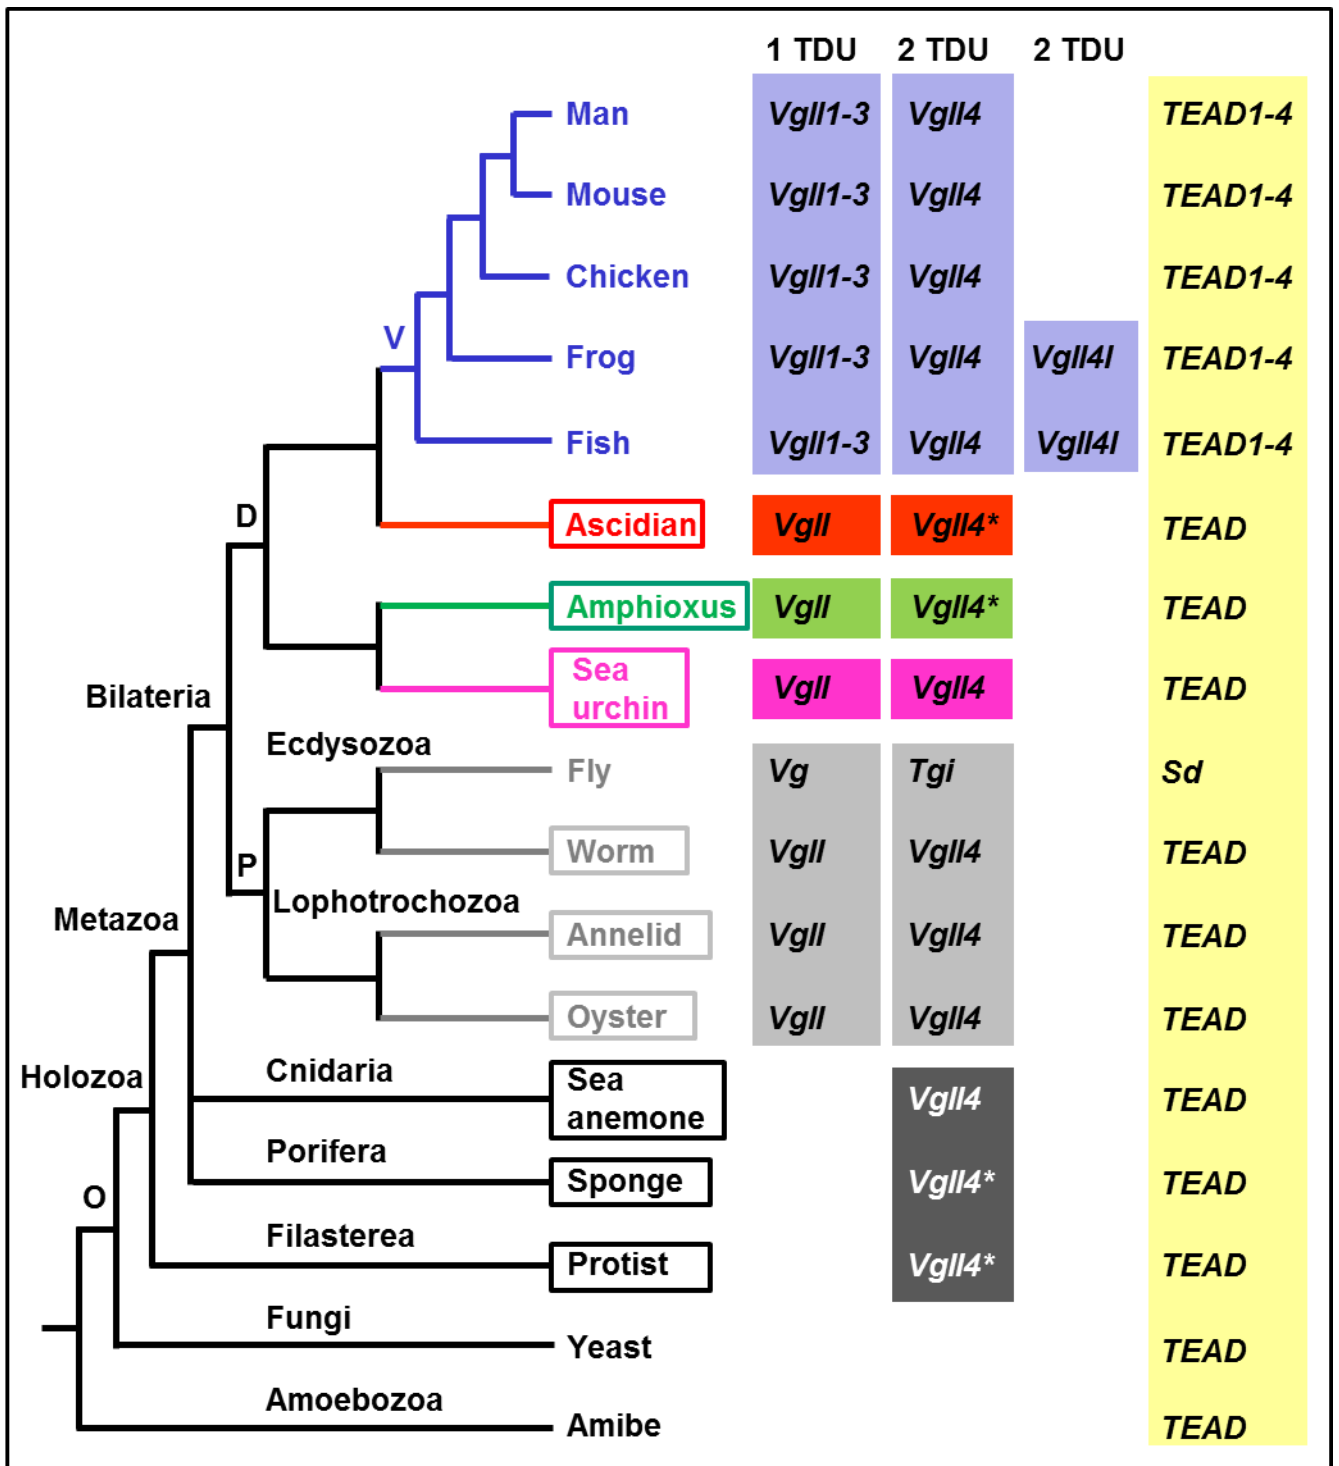 1 TDU 2 TDU 2 TDU
Man Vgll1-3 Vgll4 TEAD1-4
Mouse Vgll1-3 Vgll4 TEAD1-4
Chicken Vgll1-3 Vgll4 TEAD1-4
V
Frog Vgll1-3 Vgll4 Vgll4l TEAD1-4
Fish Vgll1-3 Vgll4 Vgll4l TEAD1-4
D
Ascidian Vgll Vgll4* TEAD
Amphioxus Vgll Vgll4* TEAD
Sea
urchin Vgll Vgll4 TEAD
Bilateria
Ecdysozoa
Fly Vg Tgi Sd
P
Worm Vgll Vgll4 TEAD
Lophotrochozoa
Metazoa
Annelid Vgll Vgll4 TEAD
Oyster Vgll Vgll4 TEAD
Holozoa
Cnidaria
Sea
anemone Vgll4 TEAD
Porifera
Sponge Vgll4* TEAD
O
Filasterea
Protist Vgll4* TEAD
Fungi
Yeast TEAD
Amoebozoa
Amibe TEAD